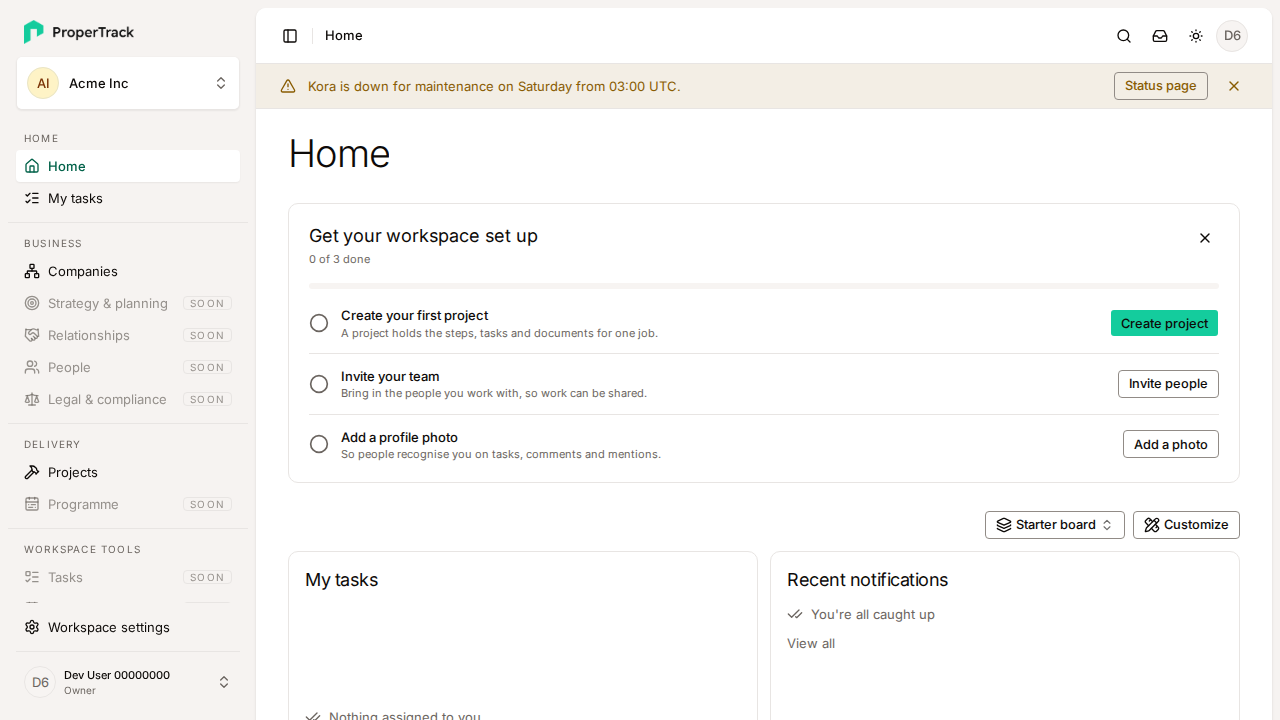 ProperTrack
AI
Acme Inc
HOME
Home
My tasks
BUSINESS
Companies
Strategy & planning SOON
Relationships SOON
People SOON
Legal & compliance SOON
DELIVERY
Projects
Programme SOON
WORKSPACE TOOLS
Tasks SOON
Workspace settings
D6
Dev User 00000000
Owner
Home
D6
Kora is down for maintenance on Saturday from 03:00 UTC.
Status page
Home
Get your workspace set up
0 of 3 done
Create your first project
A project holds the steps, tasks and documents for one job.
Create project
Invite your team
Bring in the people you work with, so work can be shared.
Invite people
Add a profile photo
So people recognise you on tasks, comments and mentions.
Add a photo
Starter board
Customize
My tasks
Nothing assigned to you
Recent notifications
You're all caught up
View all